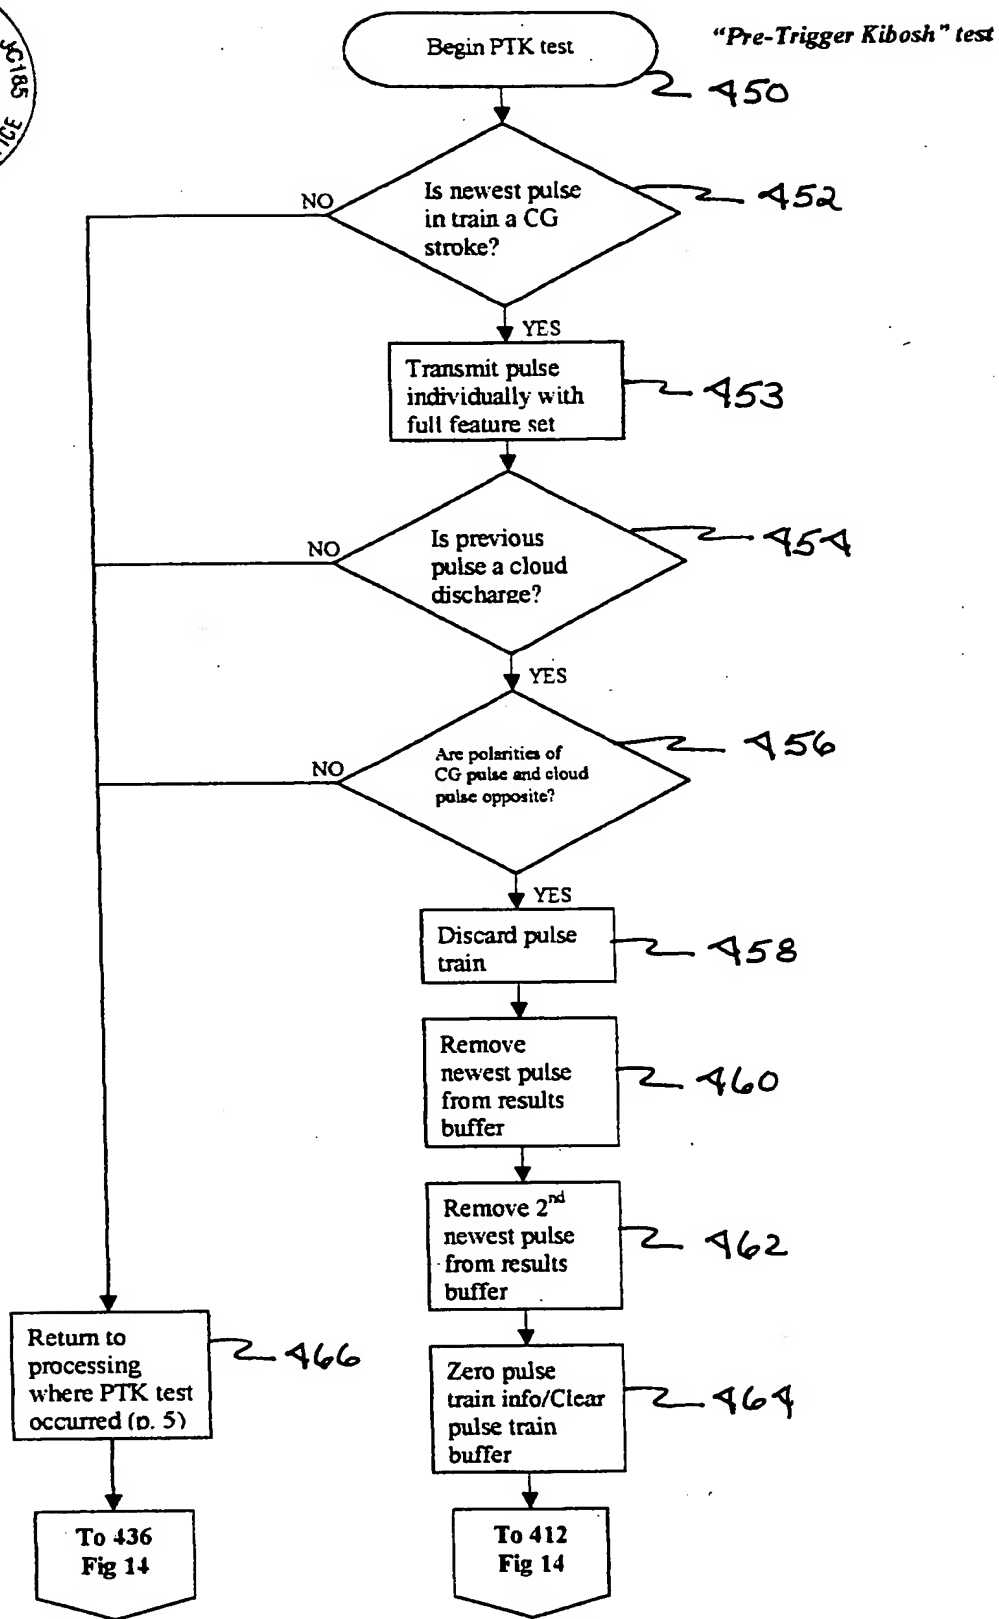 JC185
"Pre-Trigger Kibosh" test
Begin PTK test
450
Is newest pulse
in train a CG
stroke?
452
NO
YES
Transmit pulse
individually with
full feature set
453
Is previous
pulse a cloud
discharge?
454
NO
YES
Are polarities of
CG pulse and cloud
pulse opposite?
456
NO
YES
Discard pulse
train
458
Remove
newest pulse
from results
buffer
460
Remove 2nd
newest pulse
from results
buffer
462
Return to
processing
where PTK test
occurred (p. 5)
466
Zero pulse
train info/Clear
pulse train
buffer
464
To 436
Fig 14
To 412
Fig 14